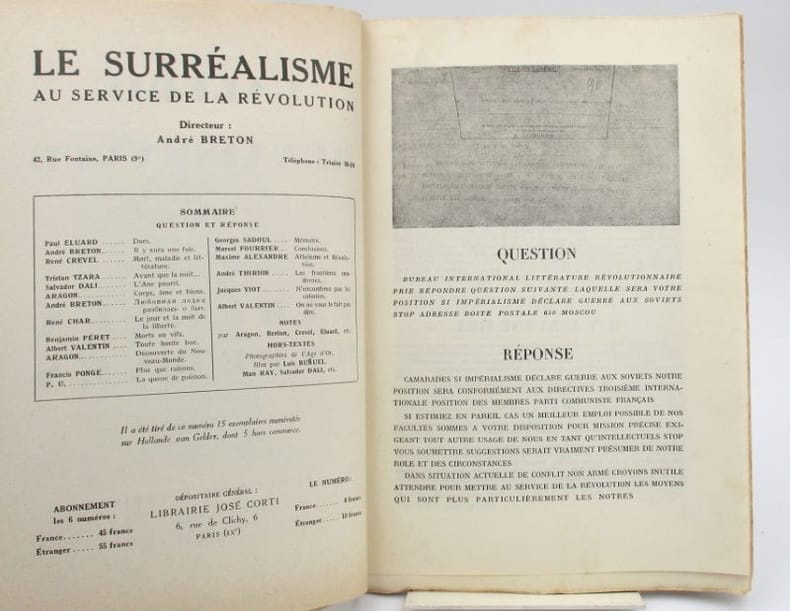 LE SURRÉALISME
AU SERVICE DE LA RÉVOLUTION
Directeur :
André BRETON
42, Rue Fontaine, PARIS (9ᵉ) Téléphone : Trinité
SOMMAIRE
QUESTION ET RÉPONSE
Paul ELUARD ...... Dors.
André BRETON...... Il y aura une fois.
René CREVEL ...... Mort, maladie et lit-
térature.
Tristan TZARA ..... Avant que la nuit...
Salvador DALI...... L'Ane pourri.
ARAGON........... Corps, âme et biens.
André BRETON..... Любовная лодка
разбилась о быт.
René CHAR......... Le jour et la nuit de
la liberté.
Benjamin PÉRET .... Morts ou vifs.
Albert VALENTIN .... Toute honte bue.
ARAGON........... Découverte du Nou-
veau-Monde.
Francis PONGE...... Plus que raisons.
P. U. .............. La queue de poisson.
Georges SADOUL .... Mémoire.
Marcel FOURRIER .. Conclusions.
Maxime ALEXANDRE Athéisme et Révolu-
tion.
André THIRION .... Les frontières
Jacques VIOT ....... N'encombrez pas les
colonies.
Albert VALENTIN .... On ne vous le fait pas
dire.
NOTES
par Aragon, Breton, Crevel, Eluard, etc.
HORS-TEXTES
Photographies de l'Age d'Or,
film par Luis BUÑUEL.
Man RAY, Salvador DALI, etc.
Il a été tiré de ce numéro 15 exemplaires numérotés
sur Hollande van Gelder, dont 5 hors commerce.
ABONNEMENT
les 6 numéros :
France....... 45 francs
Étranger .... 55 francs
DÉPOSITAIRE GÉNÉRAL :
LIBRAIRIE JOSÉ CORTI
6, rue de Clichy, 6
PARIS (IXᵉ)
LE NUMÉRO:
France........ francs
Étranger..... francs
QUESTION
BUREAU INTERNATIONAL LITTÉRATURE RÉVOLUTIONNAIRE
PRIE RÉPONDRE QUESTION SUIVANTE LAQUELLE SERA VOTRE
POSITION SI IMPÉRIALISME DÉCLARE GUERRE AUX SOVIETS
STOP ADRESSE BOITE POSTALE 650 MOSCOU
RÉPONSE
CAMARADES SI IMPÉRIALISME DÉCLARE GUERRE AUX SOVIETS NOTRE
POSITION SERA CONFORMÉMENT AUX DIRECTIVES TROISIÈME INTERNA-
TIONALE POSITION DES MEMBRES PARTI COMMUNISTE FRANÇAIS
SI ESTIMIEZ EN PAREIL CAS UN MEILLEUR EMPLOI POSSIBLE DE NOS
FACULTÉS SOMMES A VOTRE DISPOSITION POUR MISSION PRÉCISE EXI-
GEANT TOUT AUTRE USAGE DE NOUS EN TANT QU'INTELLECTUELS STOP
VOUS SOUMETTRE SUGGESTIONS SERAIT VRAIMENT PRÉSUMER DE NOTRE
ROLE ET DES CIRCONSTANCES
DANS SITUATION ACTUELLE DE CONFLIT NON ARMÉ CROYONS INUTILE
ATTENDRE POUR METTRE AU SERVICE DE LA RÉVOLUTION LES MOYENS
QUI SONT PLUS PARTICULIÈREMENT LES NOTRES